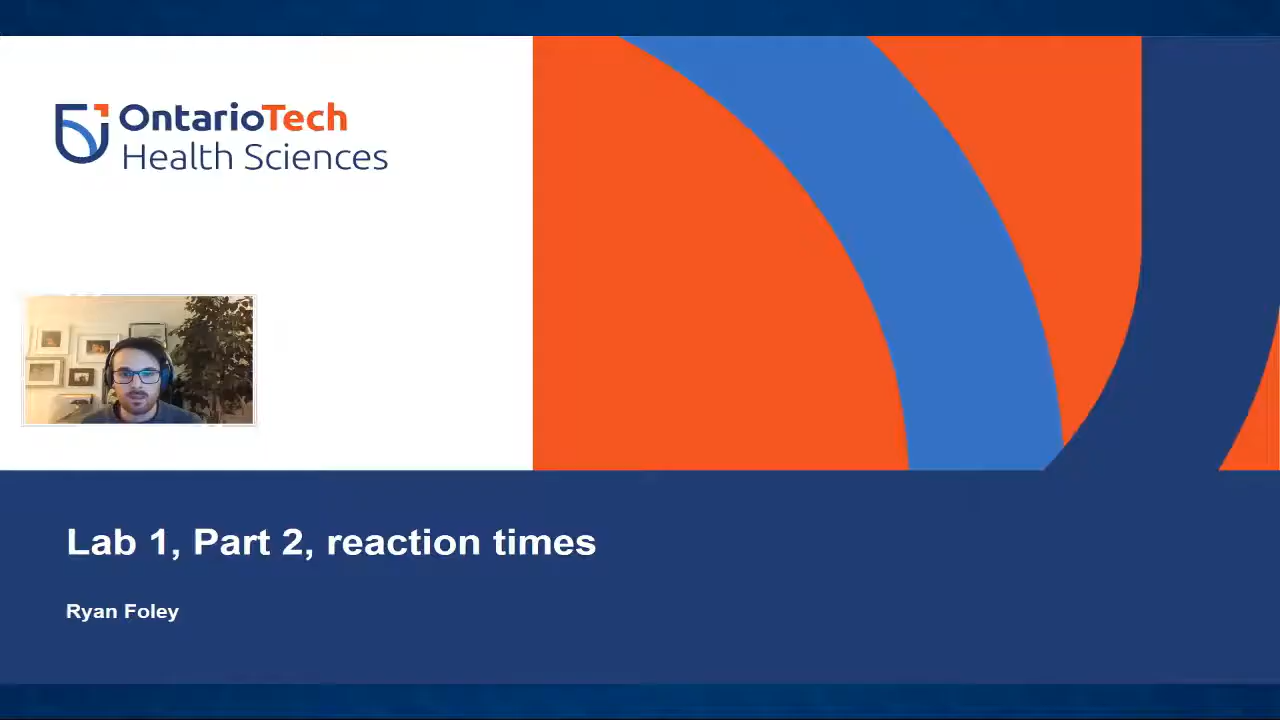 OntarioTech
Health Sciences
Lab 1, Part 2, reaction times
Ryan Foley